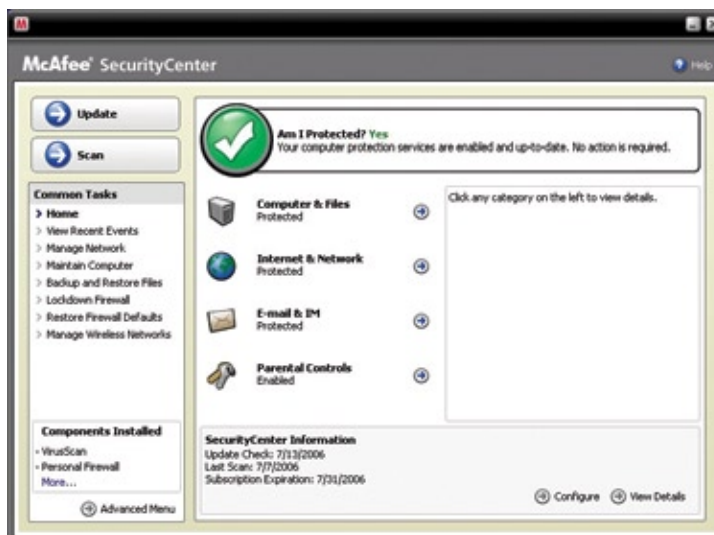 McAfee® SecurityCenter
Help
Update
Scan
Common Tasks
Home
View Recent Events
Manage Network
Maintain Computer
Backup and Restore Files
Lockdown Firewall
Restore Firewall Defaults
Manage Wireless Networks
Components Installed
- VirusScan
- Personal Firewall
More...
Advanced Menu
Am I Protected? Yes
Your computer protection services are enabled and up-to-date. No action is required.
Computer & Files
Protected
Internet & Network
Protected
E-mail & IM
Protected
Parental Controls
Enabled
Click any category on the left to view details.
SecurityCenter Information
Update Check: 7/13/2006
Last Scan: 7/7/2006
Subscription Expiration: 7/31/2006
Configure
View Details